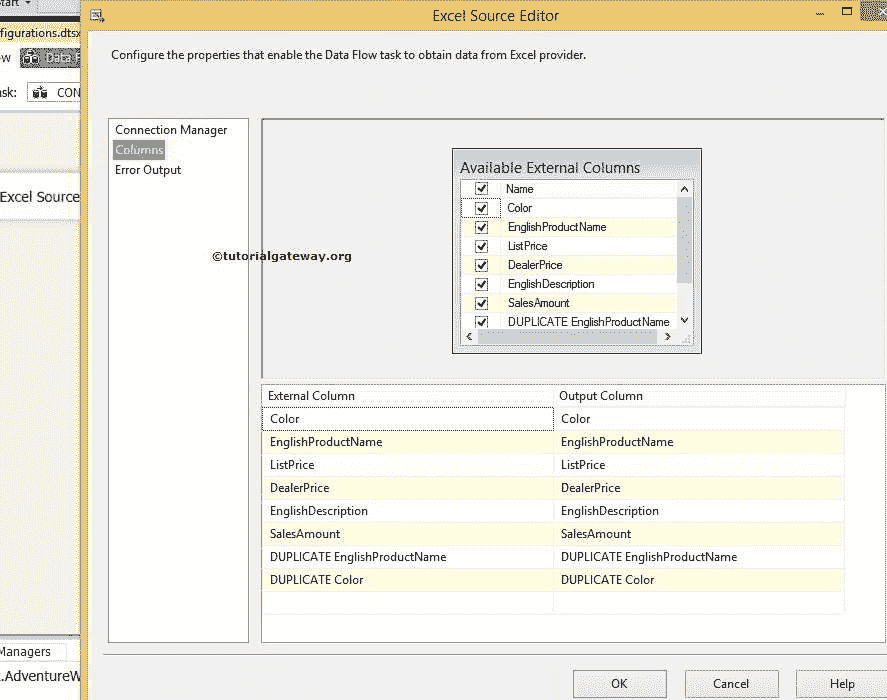 Start
Excel Source Editor
figurations.dtsx
Configure the properties that enable the Data Flow task to obtain data from Excel provider.
ow
Data F
ask:
CON
Connection Manager
Columns
Error Output
Available External Columns
Name
Color
EnglishProductName
ListPrice
DealerPrice
EnglishDescription
SalesAmount
DUPLICATE EnglishProductName
Excel Source
©tutorialgateway.org
External Column Output Column
Color Color
EnglishProductName EnglishProductName
ListPrice ListPrice
DealerPrice DealerPrice
EnglishDescription EnglishDescription
SalesAmount SalesAmount
DUPLICATE EnglishProductName DUPLICATE EnglishProductName
DUPLICATE Color DUPLICATE Color
Managers
.AdventureW
OK Cancel Help